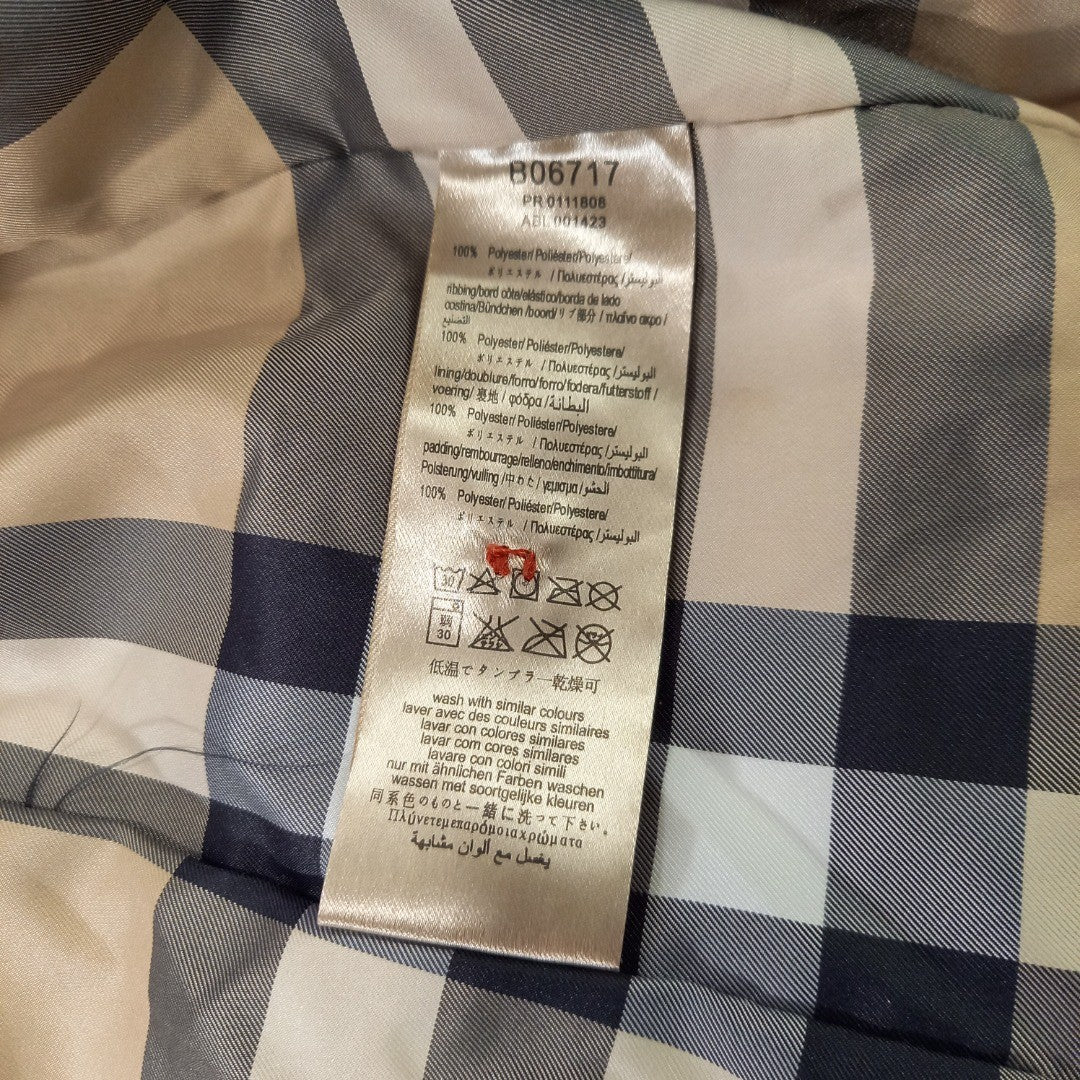 B06717
PR 0111808
ABL 001423
100% Polyester/ Poliéster/Polyestere/
ポリエステル / Πολυεστέρας /البوليستر/
ribbing/bord côte/elástico/borda de lado
costina/Bündchen /boord/リブ部分 / πλαϊνο ακρο /
التصنيع
100% Polyester/ Poliéster/Polyestere/
ポリエステル / Πολυεστέρας /البوليستر/
lining/doublure/forro/forro/fodera/futterstoff /
voering/ 裏地 / φόδρα /البطانة/
100% Polyester/ Poliéster/Polyestere/
ポリエステル / Πολυεστέρας /البوليستر/
padding/rembourrage/relleno/enchimento/imbottitura/
Polsterung/vulling /中わた/ γεμισμα /الحشو/
100% Polyester/ Poliéster/Polyestere/
ポリエステル / Πολυεστέρας /البوليستر/
30
30
低温でタンブラー乾燥可
wash with similar colours
laver avec des couleurs similaires
lavar con colores similares
lavar com cores similares
lavare con colori simili
nur mit ähnlichen Farben waschen
wassen met soortgelijke kleuren
同系色のものと一緒に洗って下さい。
Πλύνετεμεπαρόμοιαχρώματα
يغسل مع ألوان مشابهة